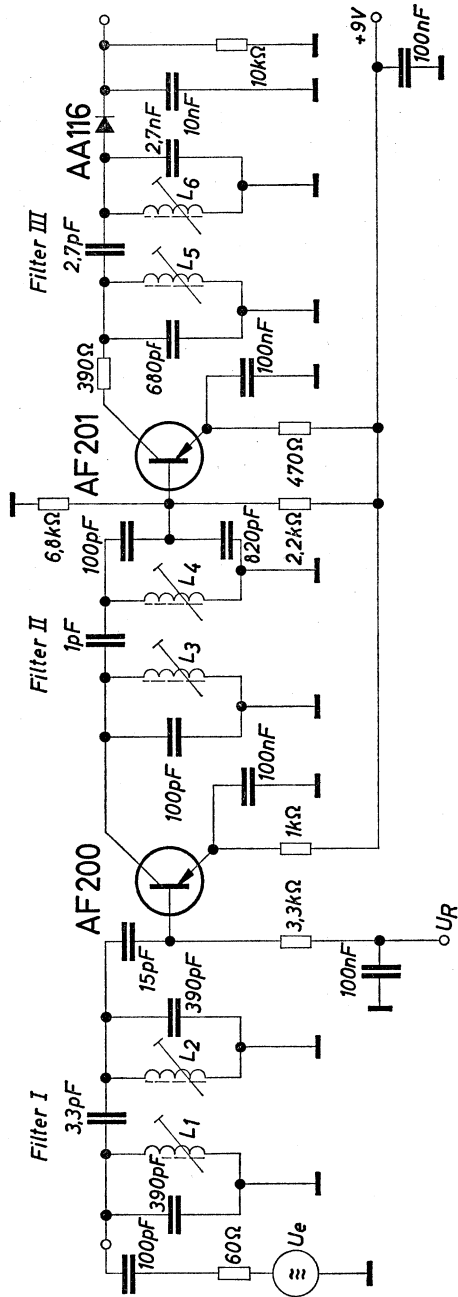 Filter I
3,3pF
L1
L2
390pF
390pF
100pF
60Ω
Ue
15pF
AF200
3,3kΩ
100nF
UR
1kΩ
100nF
Filter II
1pF
100pF
L3
L4
100pF
820pF
6,8kΩ
2,2kΩ
AF201
470Ω
100nF
390Ω
Filter III
2,7pF
680pF
L5
L6
2,7nF
AA116
10nF
10kΩ
+9V
100nF